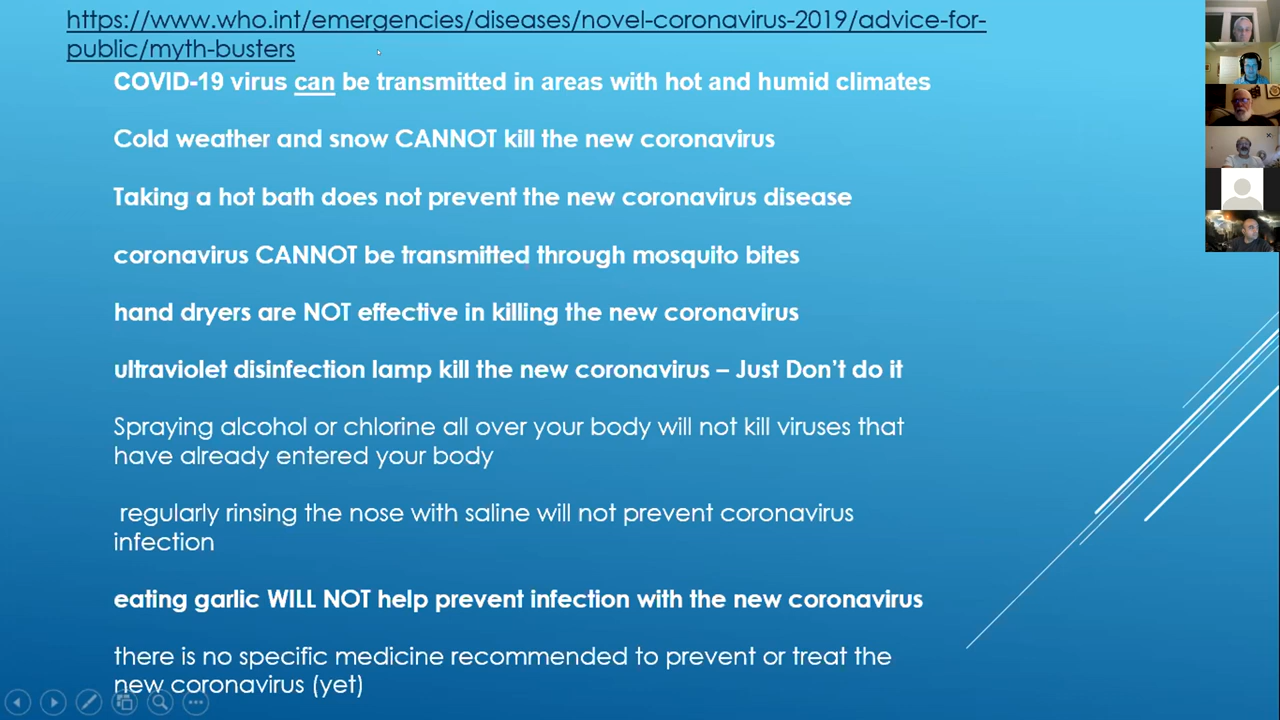 https://www.who.int/emergencies/diseases/novel-coronavirus-2019/advice-for-
public/myth-busters
COVID-19 virus can be transmitted in areas with hot and humid climates
Cold weather and snow CANNOT kill the new coronavirus
Taking a hot bath does not prevent the new coronavirus disease
coronavirus CANNOT be transmitted through mosquito bites
hand dryers are NOT effective in killing the new coronavirus
ultraviolet disinfection lamp kill the new coronavirus – Just Don't do it
Spraying alcohol or chlorine all over your body will not kill viruses that
have already entered your body
regularly rinsing the nose with saline will not prevent coronavirus
infection
eating garlic WILL NOT help prevent infection with the new coronavirus
there is no specific medicine recommended to prevent or treat the
new coronavirus (yet)